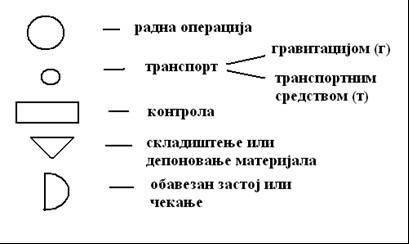 радна операција
гравитацијом (г)
транспорт
транспортним
средством (т)
контрола
складиштење или
депоновање материјала
обавезан застој или
чекање